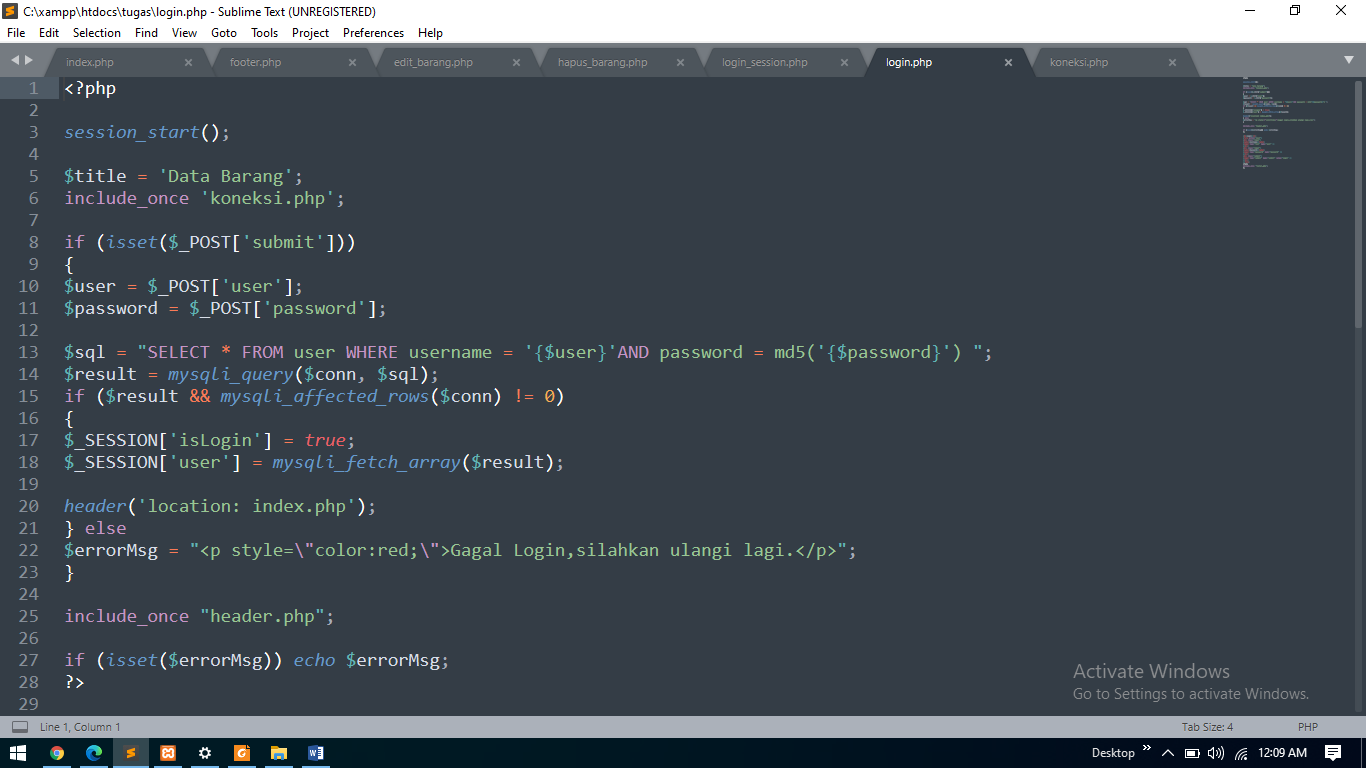 C:\xampp\htdocs\tugas\login.php - Sublime Text (UNREGISTERED)
File Edit Selection Find View Goto Tools Project Preferences Help
index.php footer.php edit_barang.php hapus_barang.php login_session.php login.php koneksi.php
1 <?php
2
3 session_start();
4
5 $title = 'Data Barang';
6 include_once 'koneksi.php';
7
8 if (isset($_POST['submit']))
9 {
10 $user = $_POST['user'];
11 $password = $_POST['password'];
12
13 $sql = "SELECT * FROM user WHERE username = '{$user}'AND password = md5('{$password}') ";
14 $result = mysqli_query($conn, $sql);
15 if ($result && mysqli_affected_rows($conn) != 0)
16 {
17 $_SESSION['isLogin'] = true;
18 $_SESSION['user'] = mysqli_fetch_array($result);
19
20 header('location: index.php');
21 } else
22 $errorMsg = "<p style=\"color:red;\">Gagal Login,silahkan ulangi lagi.</p>";
23 }
24
25 include_once "header.php";
26
27 if (isset($errorMsg)) echo $errorMsg;
28 ?>
29
Activate Windows
Go to Settings to activate Windows.
Line 1, Column 1 Tab Size: 4 PHP
Desktop 12:09 AM